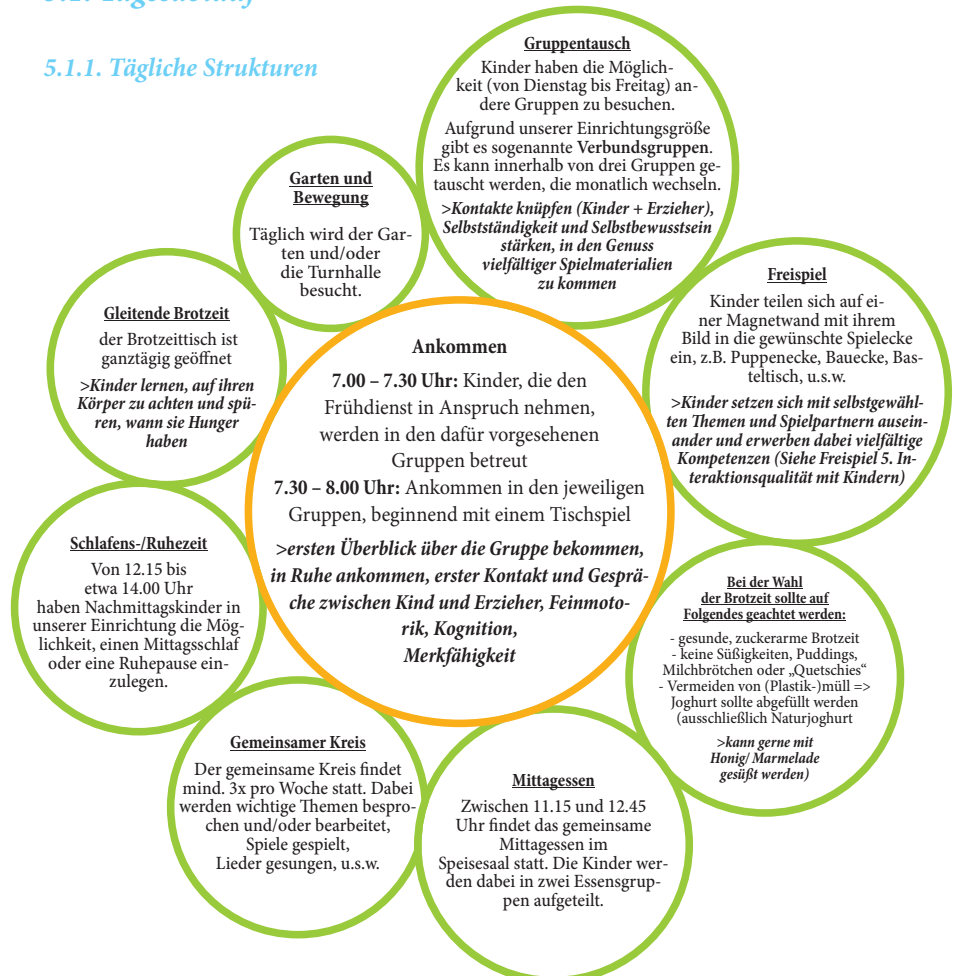 5.1. Tagesablauf
5.1.1. Tägliche Strukturen
Gruppentausch
Kinder haben die Möglich-
keit (von Dienstag bis Freitag) an-
dere Gruppen zu besuchen.
Aufgrund unserer Einrichtungsgröße
gibt es sogenannte Verbundsgruppen.
Es kann innerhalb von drei Gruppen ge-
tauscht werden, die monatlich wechseln.
>Kontakte knüpfen (Kinder + Erzieher),
Selbstständigkeit und Selbstbewusstsein
stärken, in den Genuss
vielfältiger Spielmaterialien
zu kommen
Garten und
Bewegung
Täglich wird der Gar-
ten und/oder
die Turnhalle
besucht.
Freispiel
Kinder teilen sich auf ei-
ner Magnetwand mit ihrem
Bild in die gewünschte Spielecke
ein, z.B. Puppenecke, Bauecke, Bas-
teltisch, u.s.w.
>Kinder setzen sich mit selbstgewähl-
ten Themen und Spielpartnernausein-
ander und erwerben dabei vielfältige
Kompetenzen (Siehe Freispiel 5. In-
teraktionsqualität mit Kindern)
Gleitende Brotzeit
der Brotzeittisch ist
ganztägig geöffnet
>Kinder lernen, auf ihren
Körper zu achten und spü-
ren, wann sie Hunger
haben
Ankommen
7.00 – 7.30 Uhr: Kinder, die den
Frühdienst in Anspruch nehmen,
werden in den dafür vorgesehenen
Gruppen betreut
7.30 – 8.00 Uhr: Ankommen in den jeweiligen
Gruppen, beginnend mit einem Tischspiel
>ersten Überblick über die Gruppe bekommen,
in Ruhe ankommen, erster Kontakt und Gesprä-
che zwischen Kind und Erzieher, Feinmoto-
rik, Kognition,
Merkfähigkeit
Schlafens-/Ruhezeit
Von 12.15 bis
etwa 14.00 Uhr
haben Nachmittagskinder in
unserer Einrichtung die Mög-
lichkeit, einen Mittagsschlaf
oder eine Ruhepause ein-
zulegen.
Bei der Wahl
der Brotzeit sollte auf
Folgendes geachtet werden:
- gesunde, zuckerarme Brotzeit
- keine Süßigkeiten, Puddings,
Milchbrötchen oder „Quetschies“
- Vermeiden von (Plastik-)müll =>
Joghurt sollte abgefüllt werden
(ausschließlich Naturjoghurt
>kann gerne mit
Honig/ Marmelade
gesüßt werden)
Gemeinsamer Kreis
Der gemeinsame Kreis findet
mind. 3x pro Woche statt. Dabei
werden wichtige Themen bespro-
chen und/oder bearbeitet,
Spiele gespielt,
Lieder gesungen, u.s.w.
Mittagessen
Zwischen 11.15 und 12.45
Uhr findet das gemeinsame
Mittagessen im
Speisesaal statt. Die Kinder wer-
den dabei in zwei Essensgrup-
pen aufgeteilt.